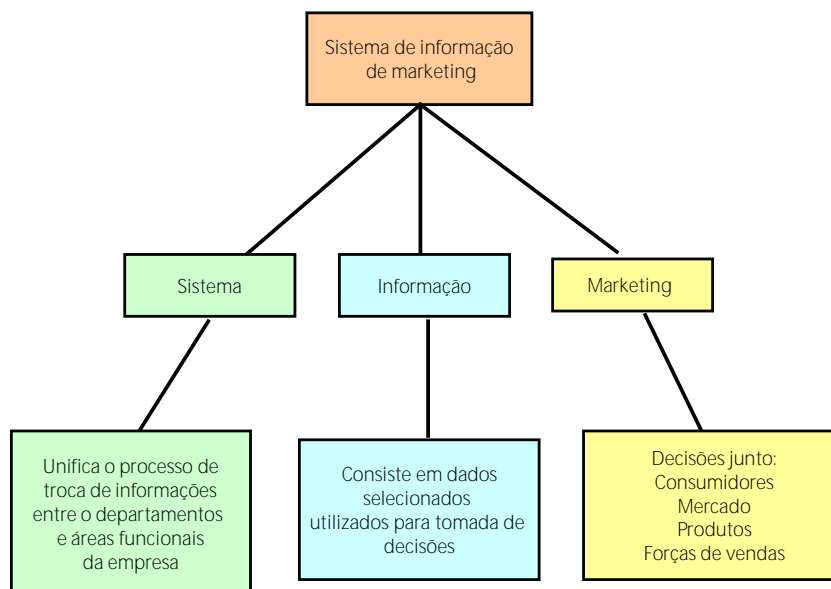 Sistema de informação
de marketing
Sistema
Informação
Marketing
Unifica o processo de
troca de informações
entre o departamentos
e áreas funcionais
da empresa
Consiste em dados
selecionados
utilizados para tomada de
decisões
Decisões junto:
Consumidores
Mercado
Produtos
Forças de vendas